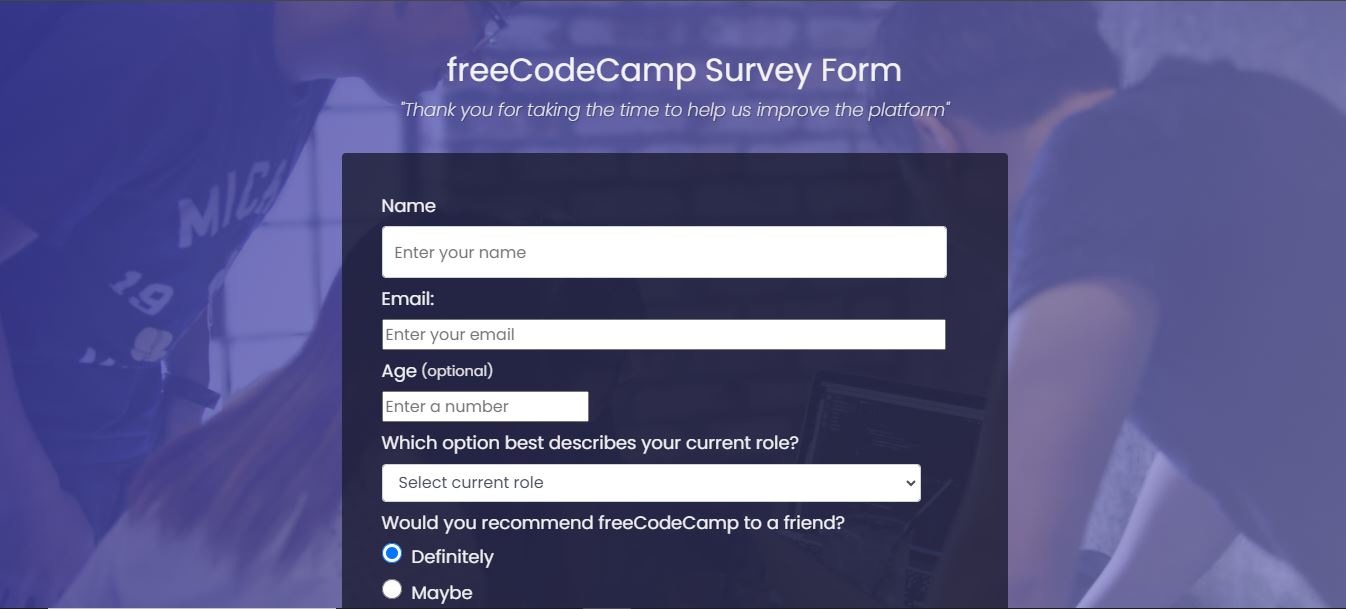 freeCodeCamp Survey Form
"Thank you for taking the time to help us improve the platform"
MICA
19
Name
Enter your name
Email:
Enter your email
Age (optional)
Enter a number
Which option best describes your current role?
Select current role
Would you recommend freeCodeCamp to a friend?
Definitely
Maybe